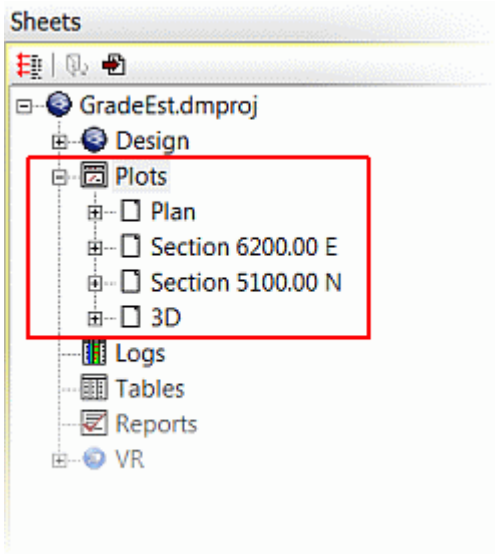 Sheets
GradeEst.dmproj
Design
Plots
Plan
Section 6200.00 E
Section 5100.00 N
3D
Logs
Tables
Reports
VR